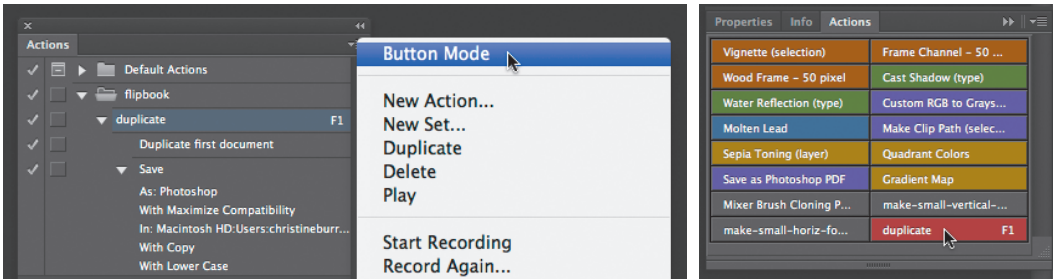 Actions
Default Actions
flipbook
duplicate F1
Duplicate first document
Save
As: Photoshop
With Maximize Compatibility
In: Macintosh HD:Users:christineburr...
With Copy
With Lower Case
Button Mode
New Action...
New Set...
Duplicate
Delete
Play
Start Recording
Record Again...
Properties Info Actions
Vignette (selection) Frame Channel – 50 ...
Wood Frame – 50 pixel Cast Shadow (type)
Water Reflection (type) Custom RGB to Grays...
Molten Lead Make Clip Path (selec...
Sepia Toning (layer) Quadrant Colors
Save as Photoshop PDF Gradient Map
Mixer Brush Cloning P... make-small-vertical-...
make-small-horiz-fo... duplicate F1